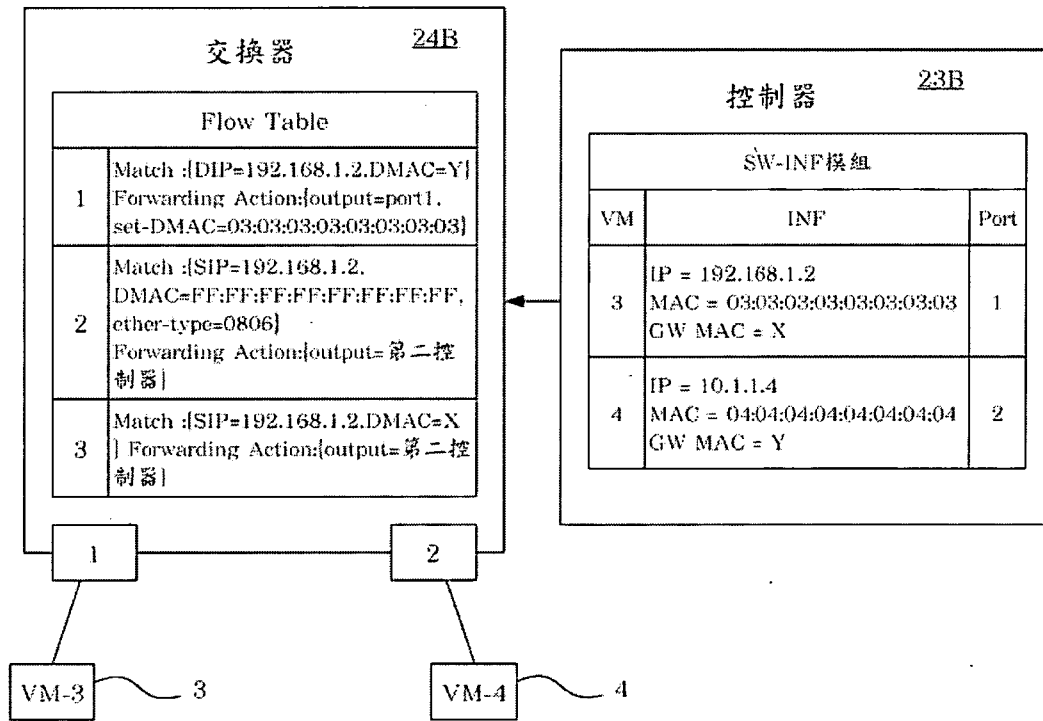 交換器
24B
Flow Table
1
Match :{DIP=192.168.1.2.DMAC=Y}
Forwarding Action:{output=port1,
set-DMAC=03:03:03:03:03:03:03:03}
2
Match :{SIP=192.168.1.2,
DMAC=FF:FF:FF:FF:FF:FF:FF:FF,
ether-type=0806}
Forwarding Action:{output=第二控
制器}
3
Match :{SIP=192.168.1.2.DMAC=X
} Forwarding Action:{output=第二控
制器}
1
2
VM-3
3
VM-4
4
控制器
23B
SW-INF模組
VM
INF
Port
3
IP = 192.168.1.2
MAC = 03:03:03:03:03:03:03:03
GW MAC = X
1
4
IP = 10.1.1.4
MAC = 04:04:04:04:04:04:04:04
GW MAC = Y
2